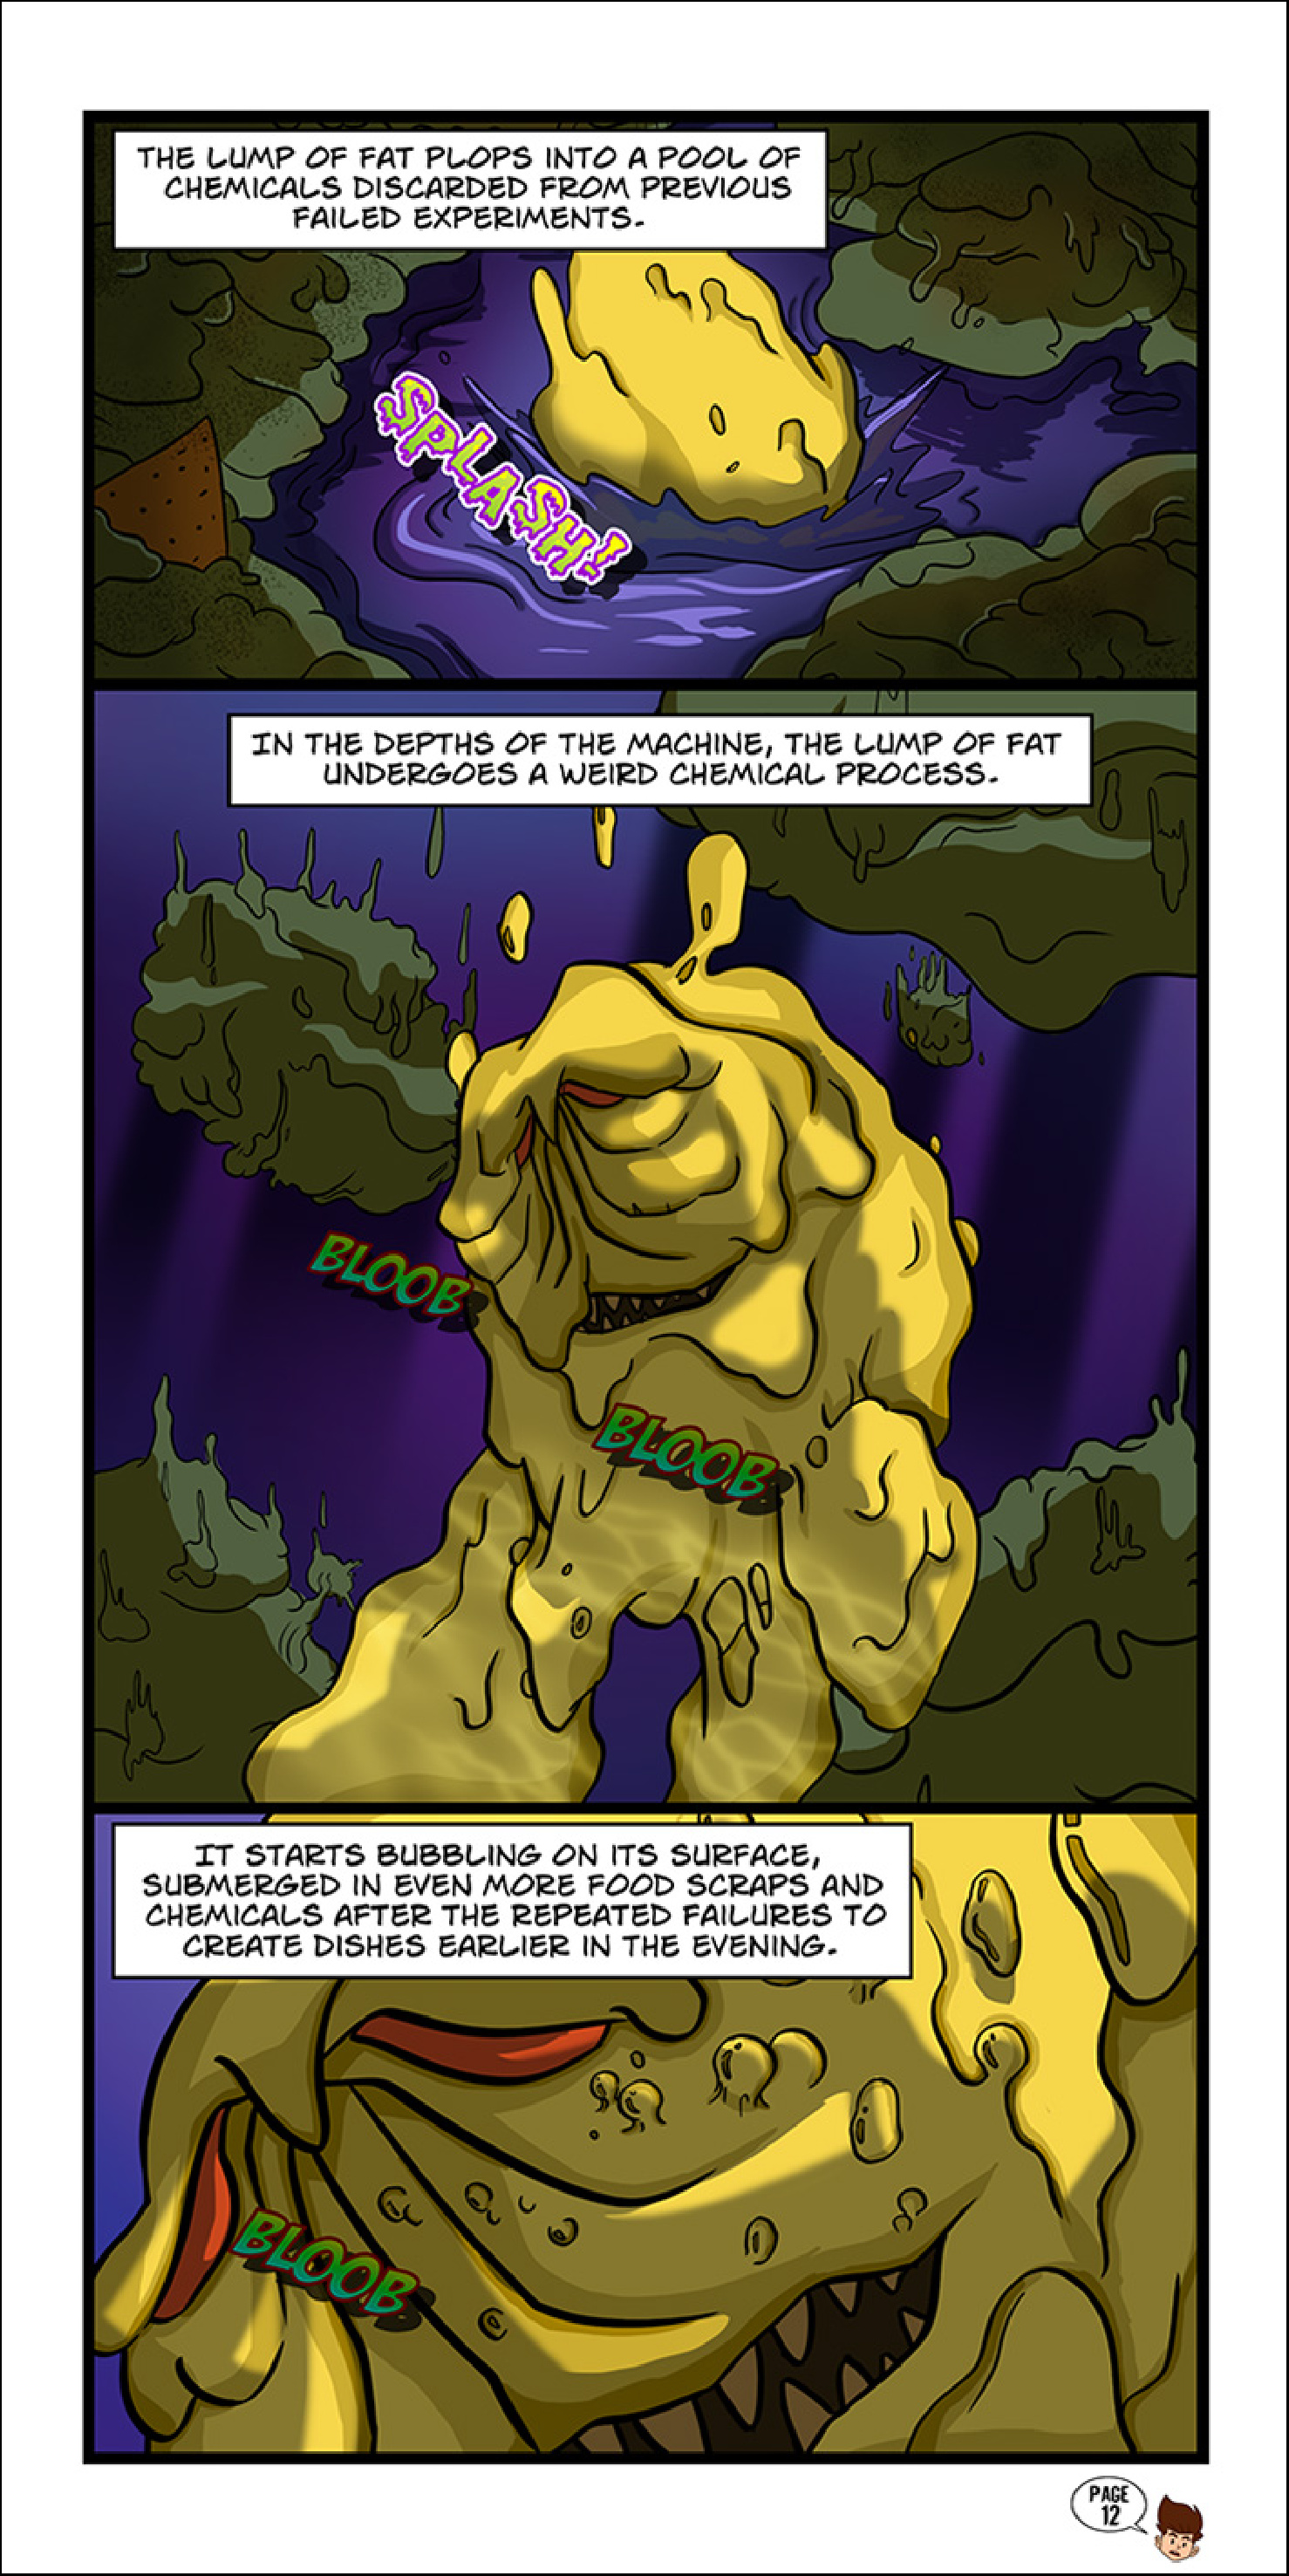 THE LUMP OF FAT PLOPS INTO A POOL OF
CHEMICALS DISCARDED FROM PREVIOUS
FAILED EXPERIMENTS.
SPLASH!
IN THE DEPTHS OF THE MACHINE, THE LUMP OF FAT
UNDERGOES A WEIRD CHEMICAL PROCESS.
BLOOB
BLOOB
IT STARTS BUBBLING ON ITS SURFACE,
SUBMERGED IN EVEN MORE FOOD SCRAPS AND
CHEMICALS AFTER THE REPEATED FAILURES TO
CREATE DISHES EARLIER IN THE EVENING.
BLOOB
PAGE
12